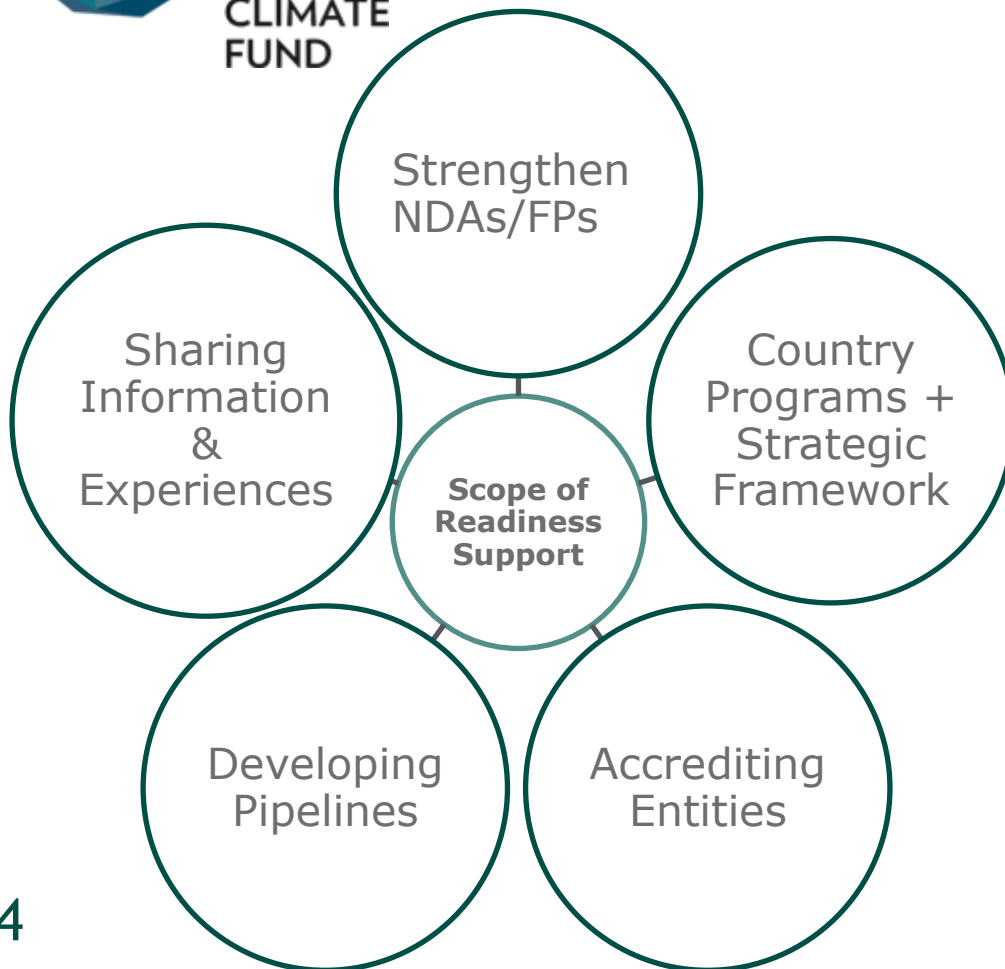 CLIMATE
FUND
Strengthen
NDAs/FPs
Sharing
Information
&
Experiences
Country
Programs +
Strategic
Framework
Scope of
Readiness
Support
Developing
Pipelines
Accrediting
Entities
4